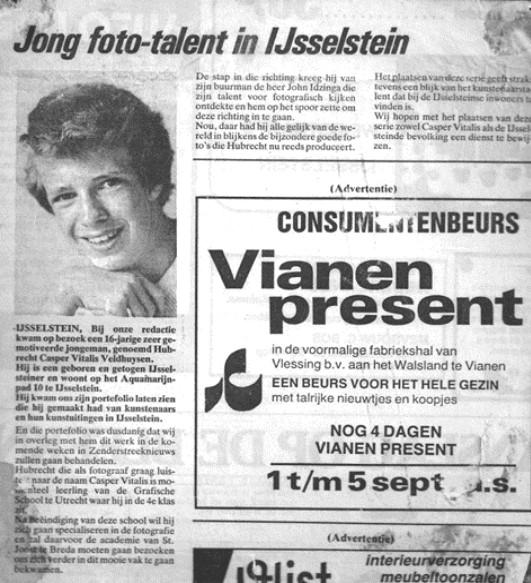 Jong foto-talent in IJsselstein
IJSSELSTEIN, Bij onze redactie
kwam op bezoek een 16-jarige zeer ge-
motiveerde jongeman, genoemd Hub-
recht Casper Vitalis Veldhuysen.
Hij is een geboren en getogen IJssel-
steiner en woont op het Aquamarijn-
pad 10 te IJsselstein.
Hij kwam ons zijn portefolio laten zien
die hij gemaakt had van kunstenaars
en hun kunstuitingen in IJsselstein.
En die portefolio was dusdanig dat wij
in overleg met hem dit werk in de ko-
mende weken in Zenderstreeknieuws
zullen gaan behandelen.
Hubrecht die als fotograaf graag luis-
naar de naam Casper Vitalis is mo-
leerling van de Grafische
School te Utrecht waar hij in de 4e klas
zit.
Na beëindiging van deze school wil hij
zich gaan specialiseren in de fotografie
en zal daarvoor de academie van St.
Joost te Breda moeten gaan bezoeken
om zich verder in dit mooie vak te gaan
bekwamen.
De stap in die richting kreeg hij van
zijn buurman de heer John Idzinga die
zijn talent voor fotografisch kijken
ontdekte en hem op het spoor zette om
deze richting in te gaan.
Nou, daar had hij alle gelijk van de we-
reld in blijkens de bijzondere goede fo-
to's die Hubrecht nu reeds produceert.
Het plaatsen van deze serie geeft strak
tevens een blijk van het kunstenaarsta
lent dat bij de IJsselsteinse inwoners
vinden is.
Wij hopen met het plaatsen van deze
serie zowel Casper Vitalis als de IJssel
steinde bevolking een dienst te bewij
zen.
(Advertentie)
CONSUMENTENBEURS
Vianen
present
in de voormalige fabriekshal van
Vlessing b.v. aan het Walsland te Vianen
EEN BEURS VOOR HET HELE GEZIN
met talrijke nieuwtjes en koopjes
NOG 4 DAGEN
VIANEN PRESENT
1 t/m 5 sept a.s.
(Advertentie)
interieurverzorging
meubeltoonzalen